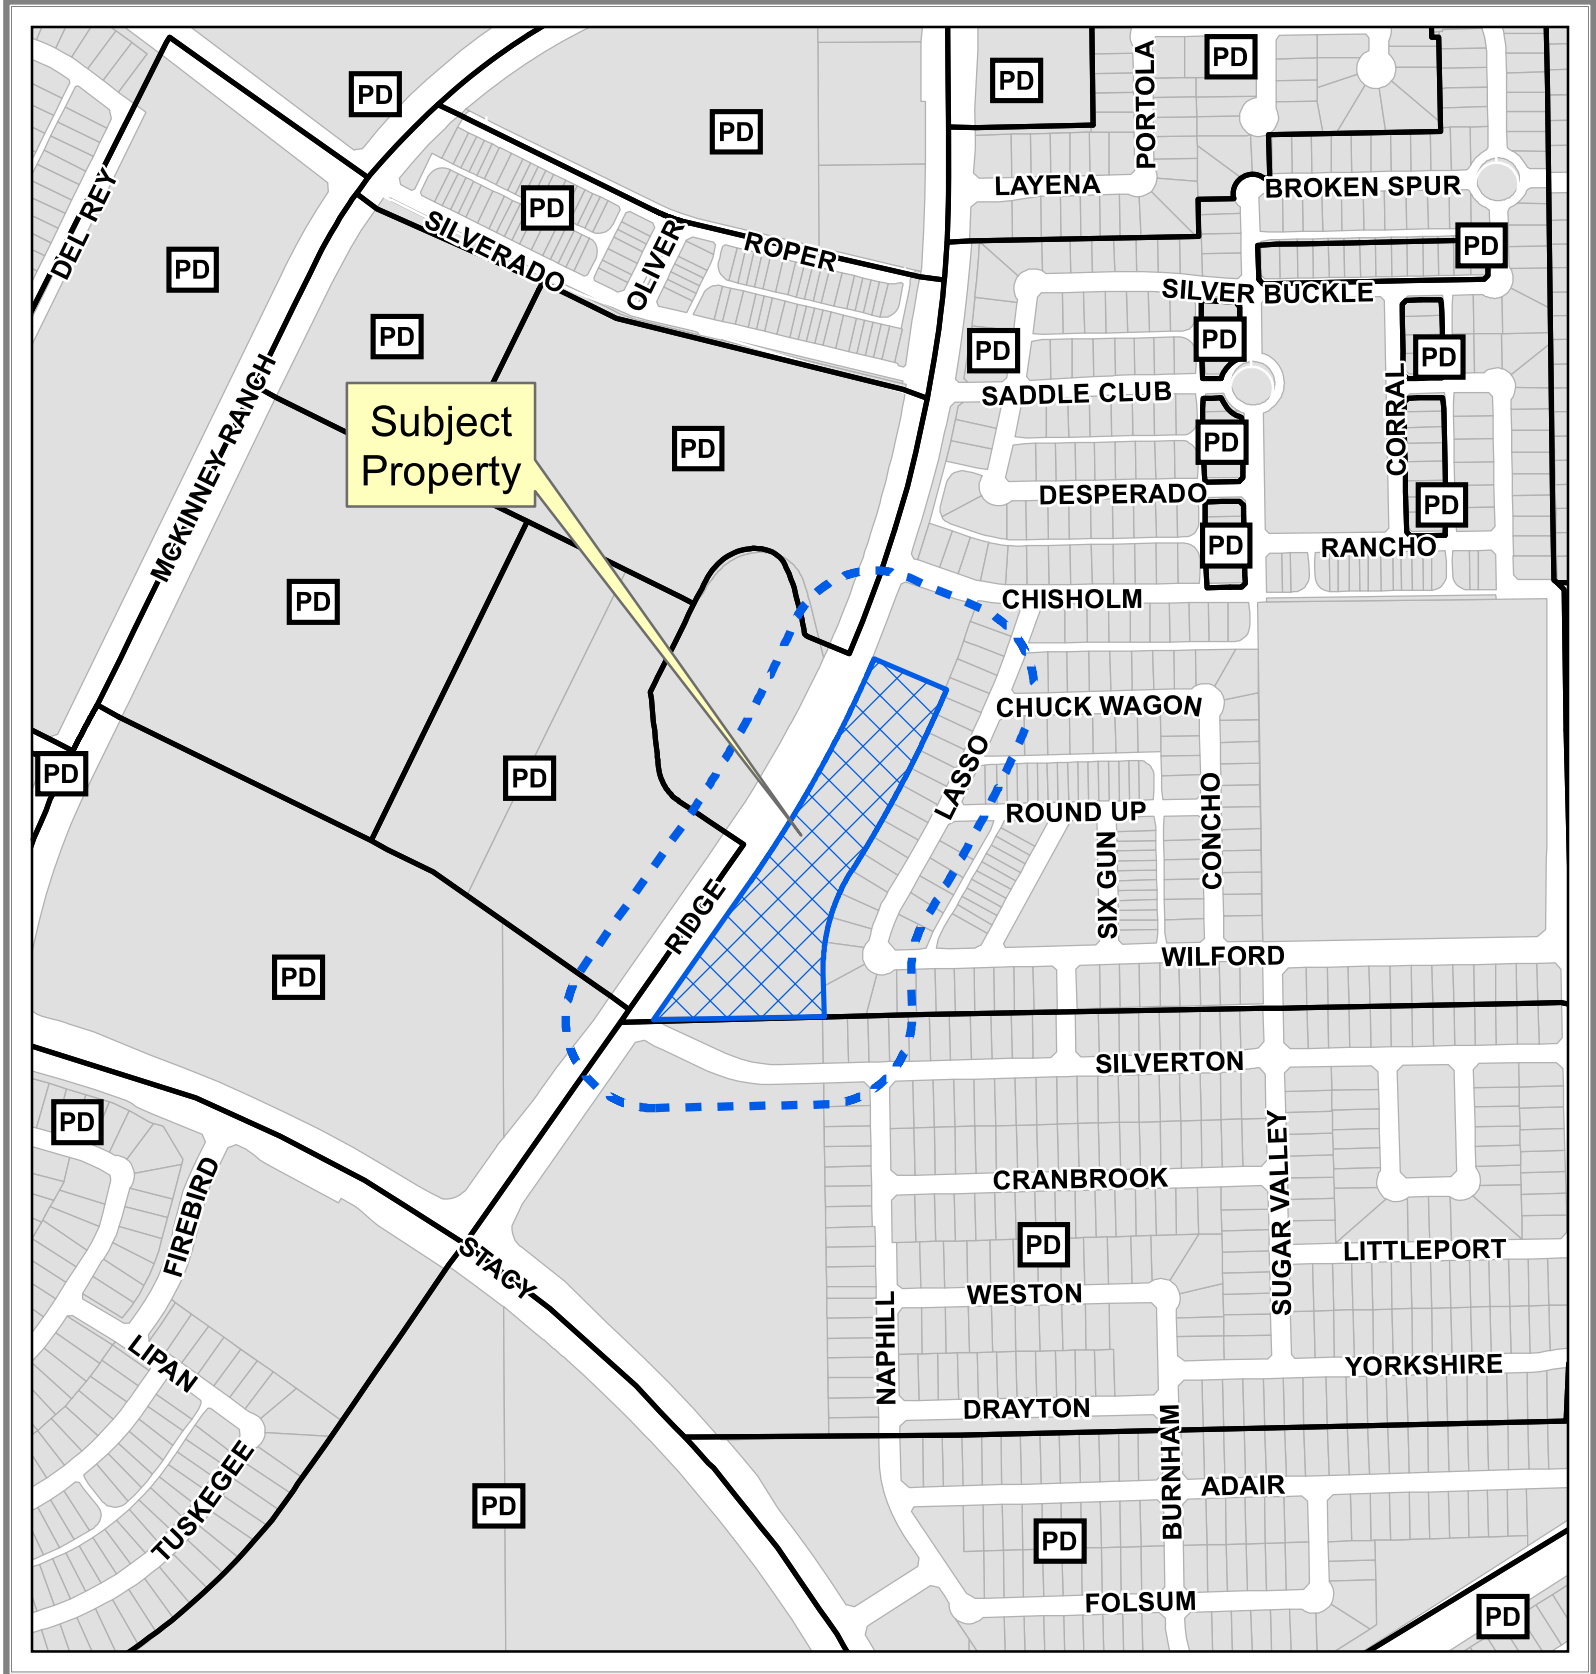 PD
PD
PD
PD
PORTOLA
LAYENA
BROKEN SPUR
DEL REY
PD
PD
SILVERADO
OLIVER
ROPER
PD
SILVER BUCKLE
PD
PD
PD
PD
SADDLE CLUB
MCKINNEY RANCH
CORRAL
Subject
Property
PD
PD
DESPERADO
PD
PD
RANCHO
PD
CHISHOLM
CHUCK WAGON
LASSO
PD
PD
ROUND UP
SIX GUN
CONCHO
RIDGE
WILFORD
PD
SILVERTON
PD
FIREBIRD
CRANBROOK
SUGAR VALLEY
PD
LITTLEPORT
STACY
WESTON
NAPHILL
LIPAN
YORKSHIRE
DRAYTON
BURNHAM
TUSKEGEE
ADAIR
PD
PD
FOLSUM
PD